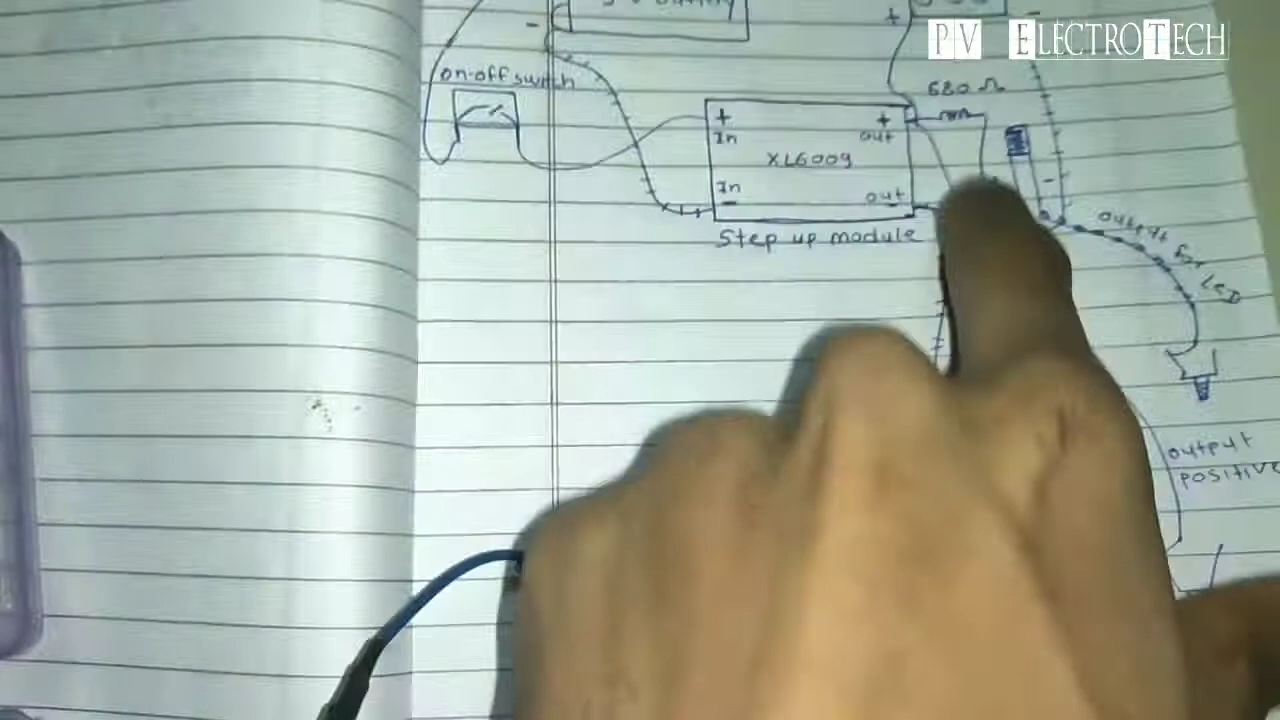 PV ELECTROTECH
on-off switch
680 Ω
+ +
In out
XL6009
In out
- -
Step up module
output for LED
output
positive